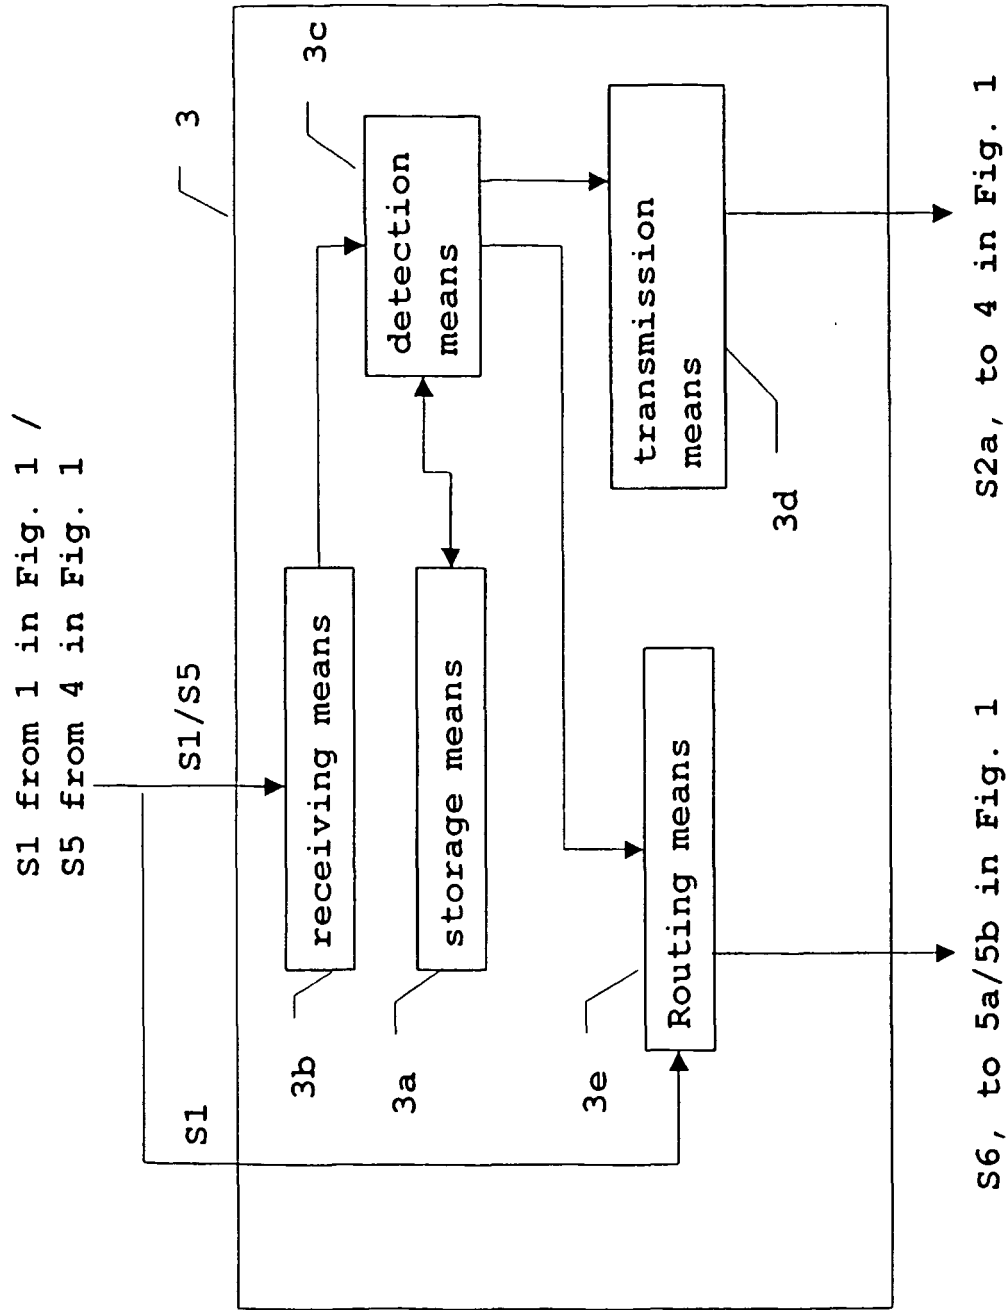 S1 from 1 in Fig. 1 /
S5 from 4 in Fig. 1
S1
S1/S5
3
3b
receiving means
3c
detection
means
3a
storage means
3e
Routing means
transmission
means
3d
S6, to 5a/5b in Fig. 1
S2a, to 4 in Fig. 1